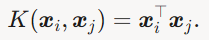 K(𝒙ᵢ, 𝒙ⱼ) = 𝒙ᵢ^⊤ 𝒙ⱼ.